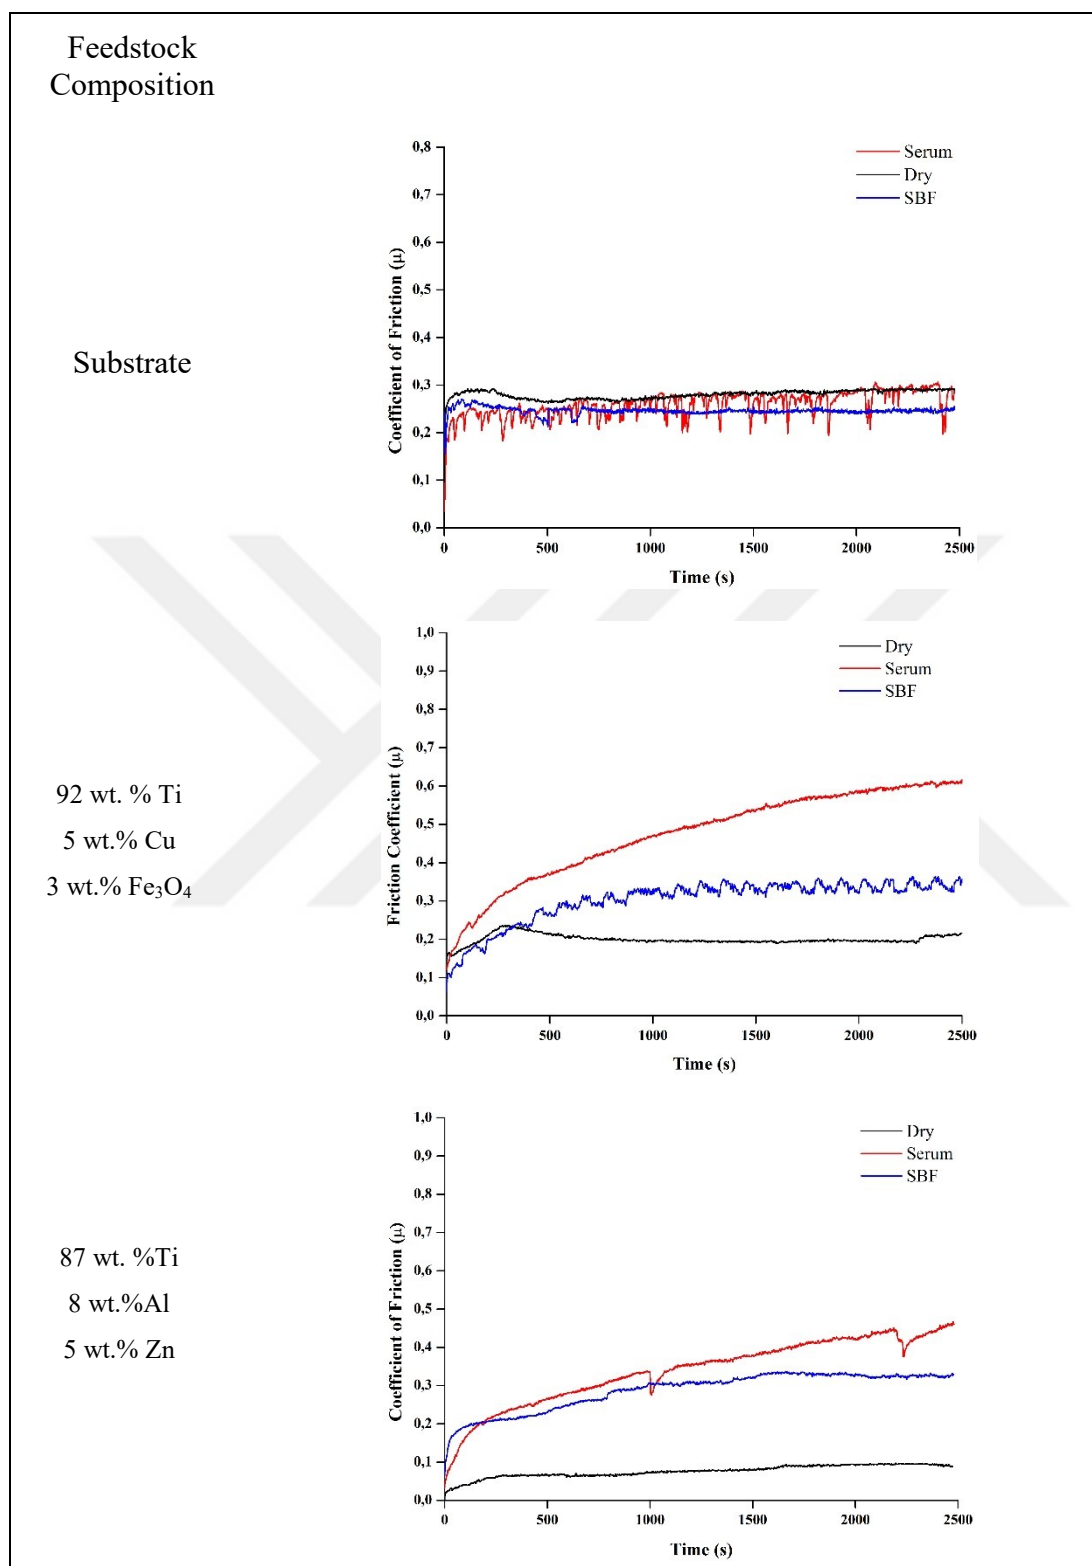 Feedstock
Composition
Substrate
0,8
0,7
0,6
0,5
0,4
0,3
0,2
0,1
0,0
Coefficient of Friction (μ)
Serum
Dry
SBF
0 500 1000 1500 2000 2500
Time (s)
92 wt. % Ti
5 wt.% Cu
3 wt.% Fe₃O₄
1,0
0,9
0,8
0,7
0,6
0,5
0,4
0,3
0,2
0,1
0,0
Friction Coefficient (μ)
Dry
Serum
SBF
0 500 1000 1500 2000 2500
Time (s)
87 wt. %Ti
8 wt.%Al
5 wt.% Zn
1,0
0,9
0,8
0,7
0,6
0,5
0,4
0,3
0,2
0,1
0,0
Coefficient of Friction (μ)
Dry
Serum
SBF
0 500 1000 1500 2000 2500
Time (s)